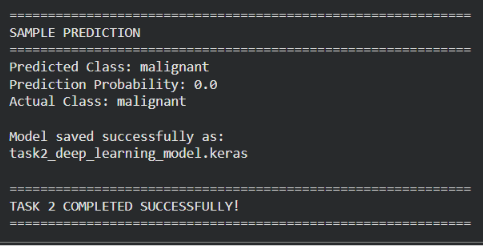 ============================================================
SAMPLE PREDICTION
============================================================
Predicted Class: malignant
Prediction Probability: 0.0
Actual Class: malignant
Model saved successfully as:
task2_deep_learning_model.keras
============================================================
TASK 2 COMPLETED SUCCESSFULLY!
============================================================